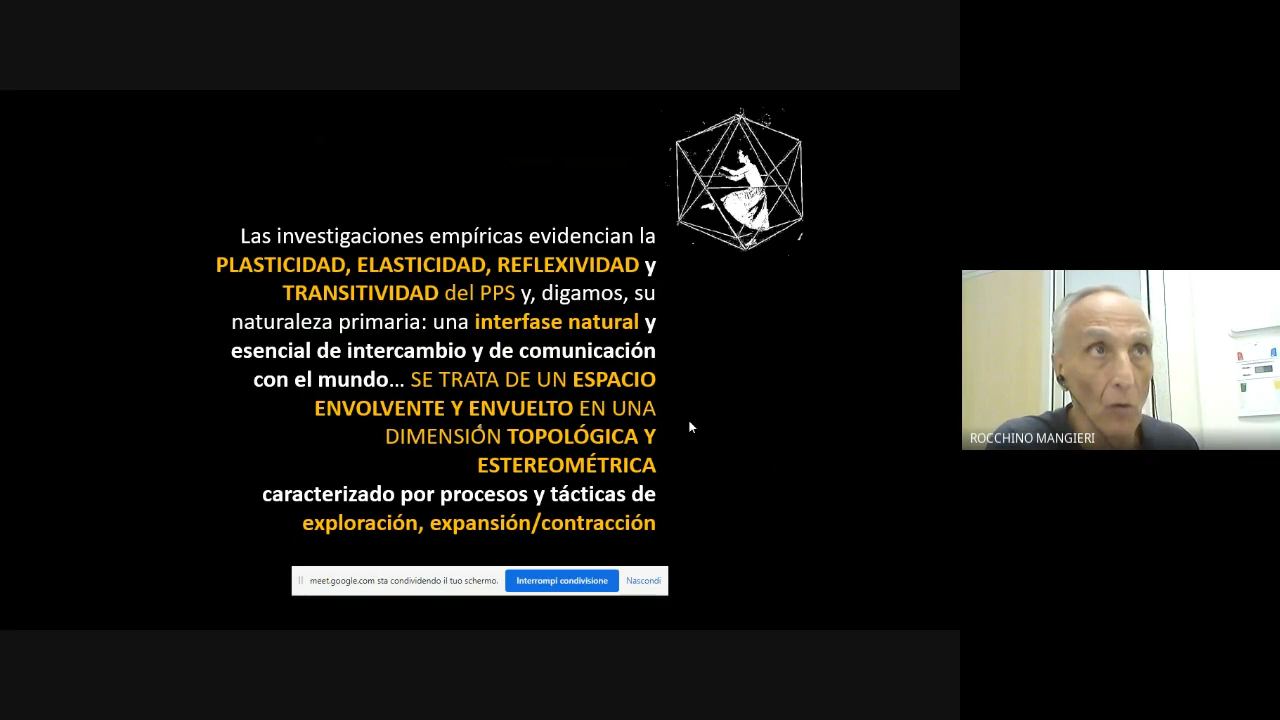 Las investigaciones empíricas evidencian la
PLASTICIDAD, ELASTICIDAD, REFLEXIVIDAD y
TRANSITIVIDAD del PPS y, digamos, su
naturaleza primaria: una interfase natural y
esencial de intercambio y de comunicación
con el mundo... SE TRATA DE UN ESPACIO
ENVOLVENTE Y ENVUELTO EN UNA
DIMENSIÓN TOPOLÓGICA Y
ESTEREOMÉTRICA
caracterizado por procesos y tácticas de
exploración, expansión/contracción
meet.google.com sta condividendo il tuo schermo. Interrompi condivisione Nascondi
ROCCHINO MANGIERI